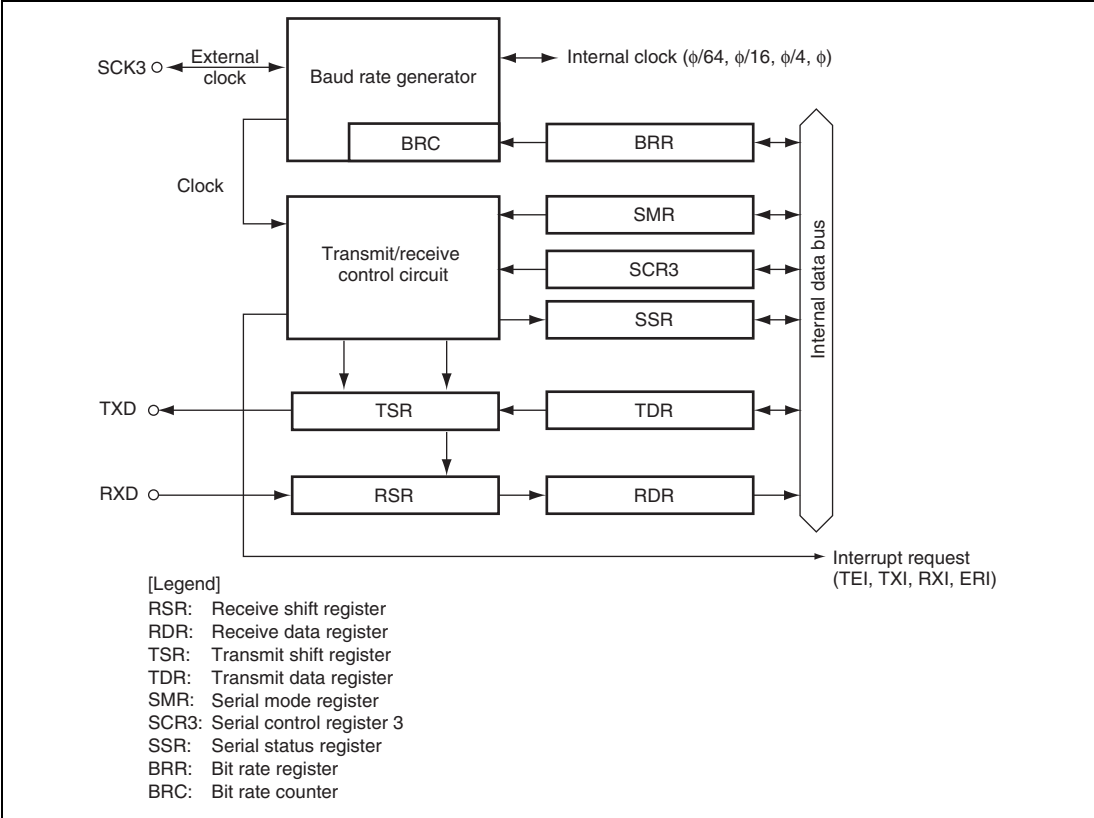 SCK3
External
clock
Baud rate generator
Internal clock (ϕ/64, ϕ/16, ϕ/4, ϕ)
BRC
BRR
Clock
SMR
Transmit/receive
control circuit
SCR3
SSR
Internal data bus
TXD
TSR
TDR
RXD
RSR
RDR
Interrupt request
(TEI, TXI, RXI, ERI)
[Legend]
RSR: Receive shift register
RDR: Receive data register
TSR: Transmit shift register
TDR: Transmit data register
SMR: Serial mode register
SCR3: Serial control register 3
SSR: Serial status register
BRR: Bit rate register
BRC: Bit rate counter